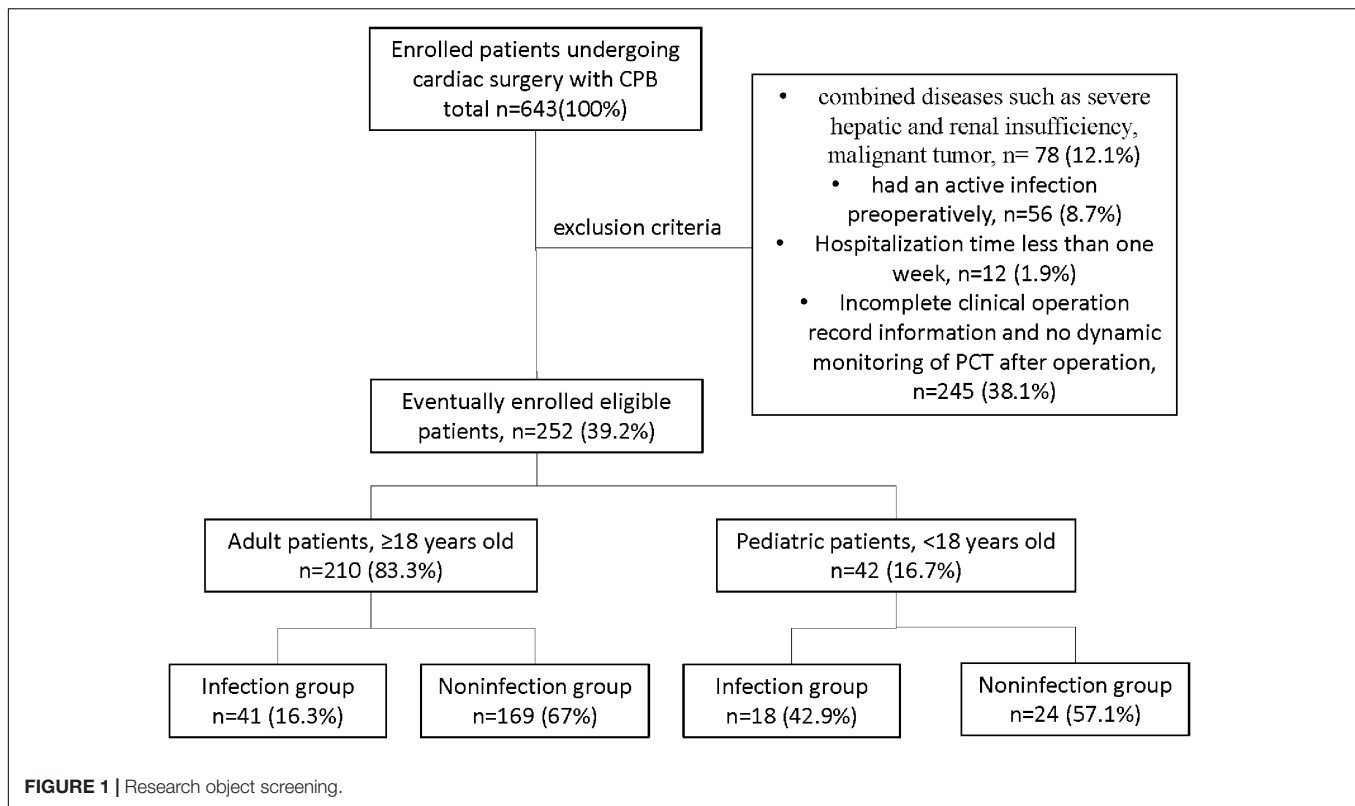 Enrolled patients undergoing
cardiac surgery with CPB
total n=643(100%)
• combined diseases such as severe
hepatic and renal insufficiency,
malignant tumor, n= 78 (12.1%)
• had an active infection
preoperatively, n=56 (8.7%)
• Hospitalization time less than one
week, n=12 (1.9%)
• Incomplete clinical operation
record information and no dynamic
monitoring of PCT after operation,
n=245 (38.1%)
exclusion criteria
Eventually enrolled eligible
patients, n=252 (39.2%)
Adult patients, ≥18 years old
n=210 (83.3%)
Pediatric patients, <18 years old
n=42 (16.7%)
Infection group
n=41 (16.3%)
Noninfection group
n=169 (67%)
Infection group
n=18 (42.9%)
Noninfection group
n=24 (57.1%)
FIGURE 1 | Research object screening.